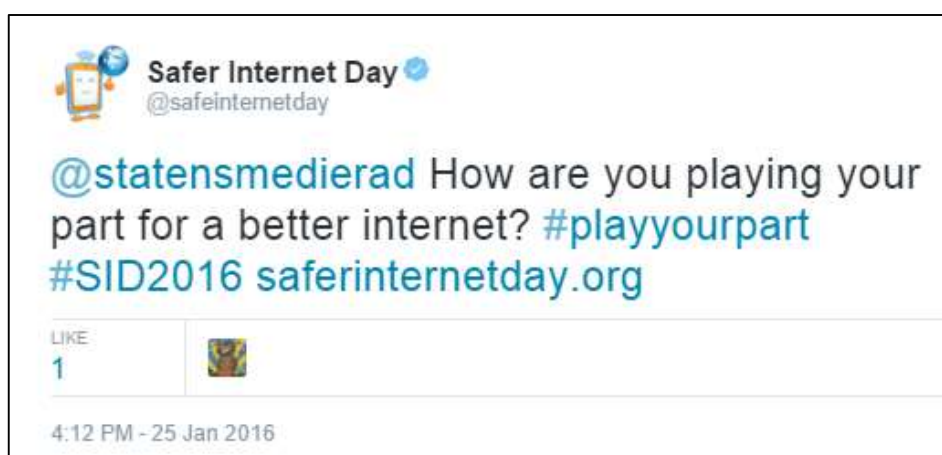 Safer Internet Day
@safeinternetday
@statensmedierad How are you playing your
part for a better internet? #playyourpart
#SID2016 saferinternetday.org
LIKE
1
4:12 PM - 25 Jan 2016